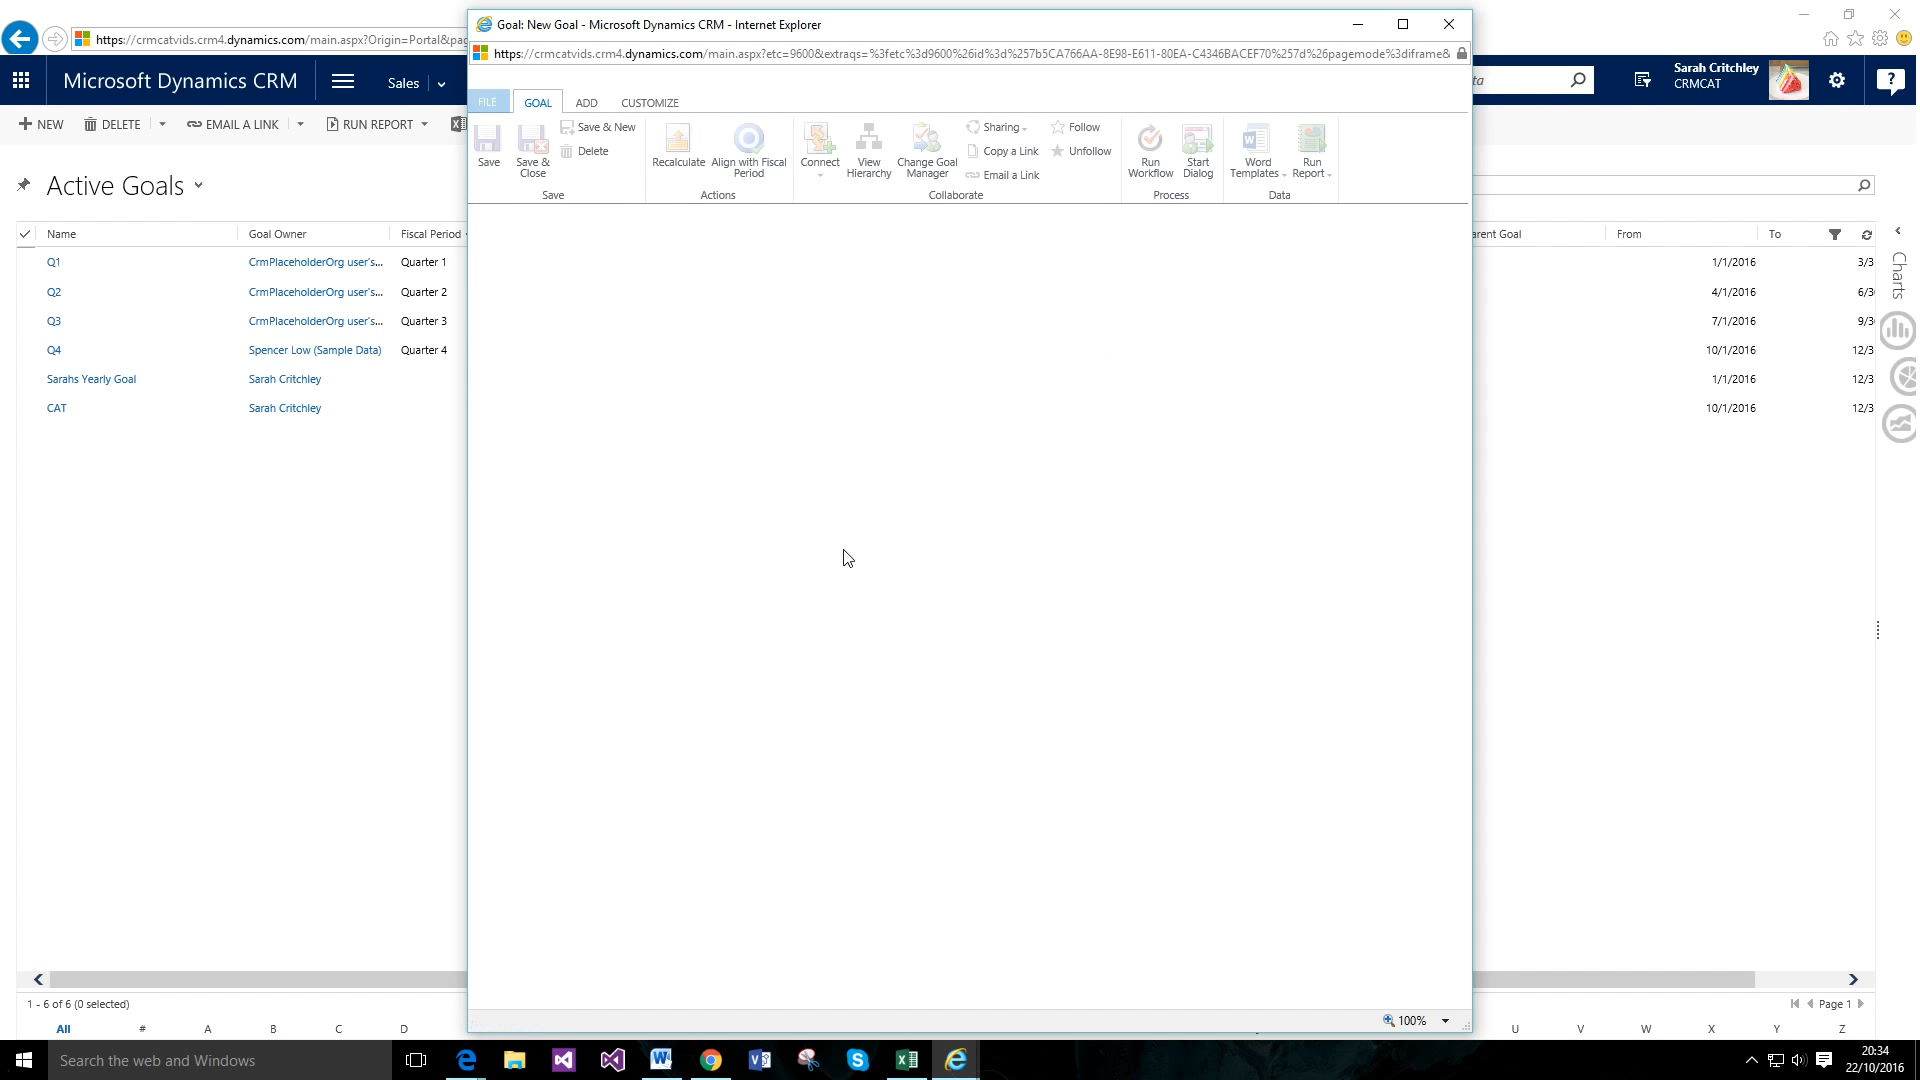 Goal: New Goal - Microsoft Dynamics CRM - Internet Explorer
https://crmcatvids.crm4.dynamics.com/main.aspx?Origin=Portal&pag
https://crmcatvids.crm4.dynamics.com/main.aspx?etc=9600&extraqs=%3fetc%3d9600%26id%3d%257b5CA766AA-8E98-E611-80EA-C4346BACEF70%257d%26pagemode%3diframe&
Microsoft Dynamics CRM
Sales
Sarah Critchley
CRMCAT
FILE
GOAL
ADD
CUSTOMIZE
NEW
DELETE
EMAIL A LINK
RUN REPORT
Save
Save & Close
Save & New
Delete
Save
Recalculate
Align with Fiscal Period
Actions
Connect
View Hierarchy
Change Goal Manager
Sharing
Copy a Link
Email a Link
Follow
Unfollow
Collaborate
Run Workflow
Start Dialog
Process
Word Templates
Run Report
Data
Active Goals
Name Goal Owner Fiscal Period arent Goal From To
Q1 CrmPlaceholderOrg user's... Quarter 1 1/1/2016 3/3
Q2 CrmPlaceholderOrg user's... Quarter 2 4/1/2016 6/3
Q3 CrmPlaceholderOrg user's... Quarter 3 7/1/2016 9/3
Q4 Spencer Low (Sample Data) Quarter 4 10/1/2016 12/3
Sarahs Yearly Goal Sarah Critchley 1/1/2016 12/3
CAT Sarah Critchley 10/1/2016 12/3
Charts
1 - 6 of 6 (0 selected)
Page 1
All # A B C D U V W X Y Z
100%
Search the web and Windows
20:34
22/10/2016